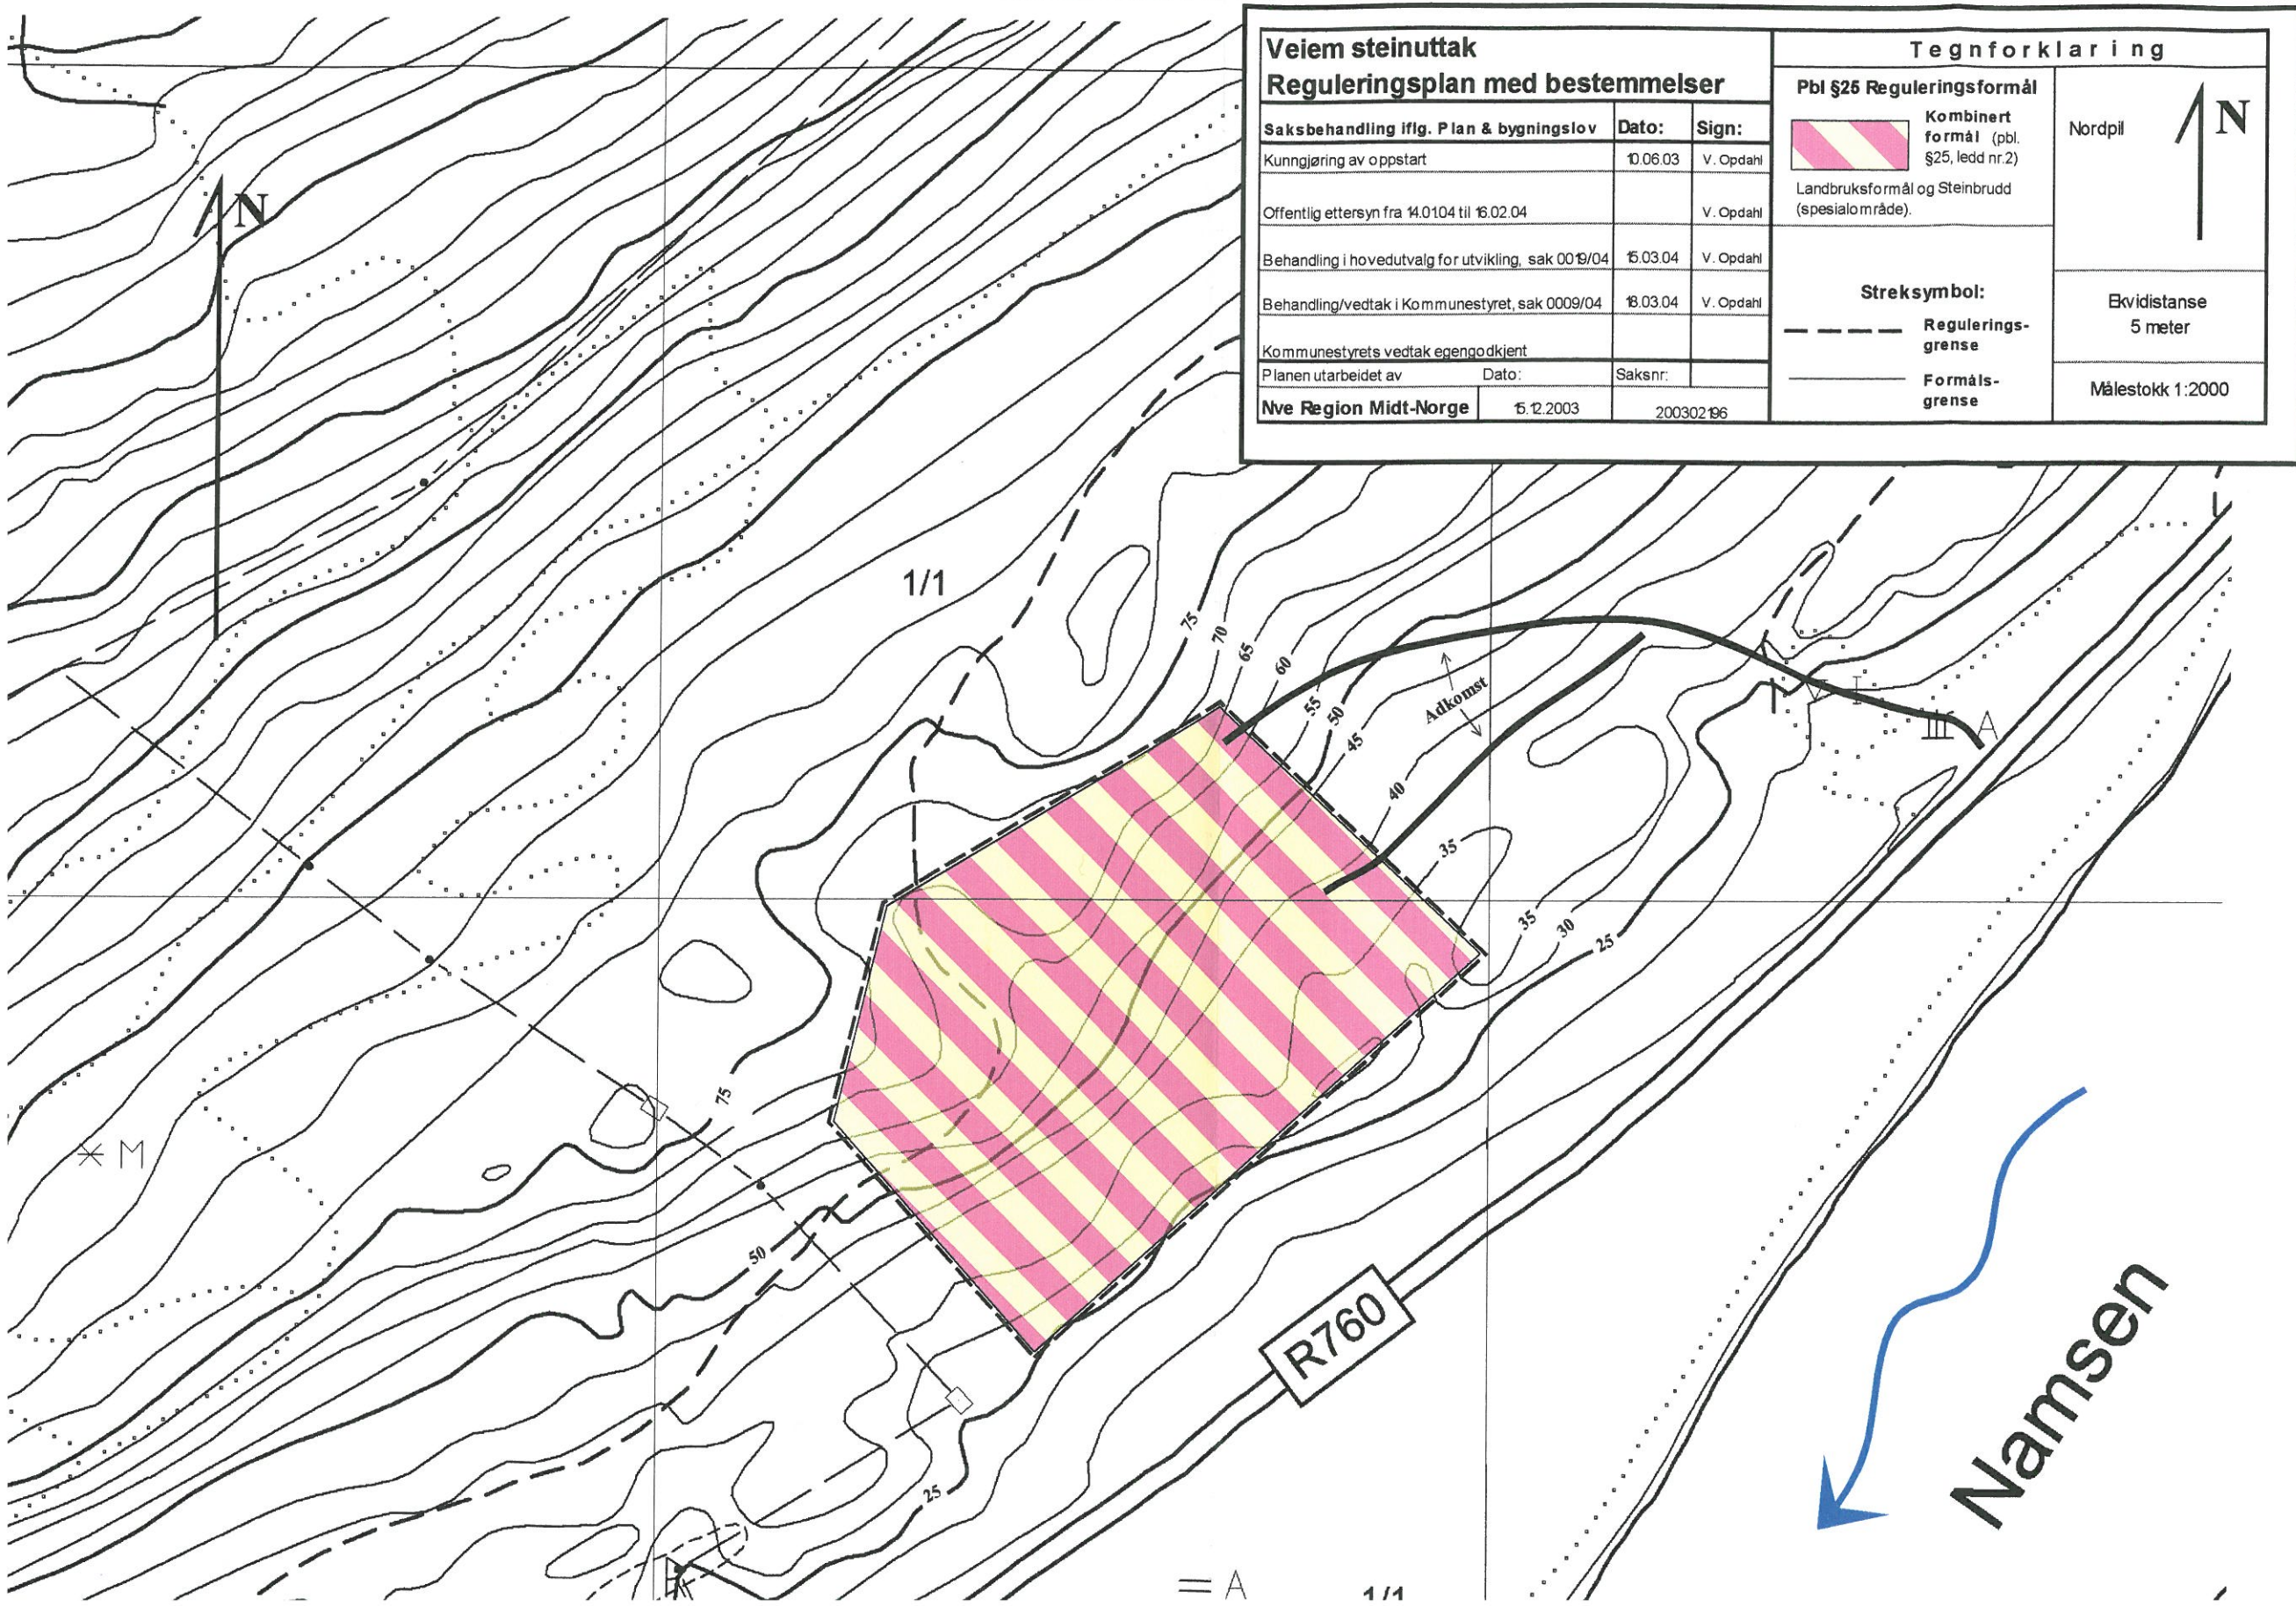 Veiem steinuttak
Reguleringsplan med bestemmelser
Saksbehandling iflg. Plan & bygningslov Dato: Sign:
Kunngjøring av oppstart 10.06.03 V. Opdahl
Offentlig ettersyn fra 14.01.04 til 16.02.04 V. Opdahl
Behandling i hovedutvalg for utvikling, sak 0019/04 15.03.04 V. Opdahl
Behandling/vedtak i Kommunestyret, sak 0009/04 18.03.04 V. Opdahl
Kommunestyrets vedtak egengodkjent
Planen utarbeidet av Dato: Saksnr:
Nve Region Midt-Norge 15.12.2003 200302196
Tegnforklaring
Pbl §25 Reguleringsformål
Kombinert
formål (pbl.
§25, ledd nr.2)
Landbruksformål og Steinbrudd
(spesialområde).
Streksymbol:
Regulerings-
grense
Formåls-
grense
Nordpil
N
Ekvidistanse
5 meter
Målestokk 1:2000
N
1/1
75
70
65
60
55
50
45
40
35
Adkomst
A
35
30
25
75
M
50
R760
Namsen
25
A
1/1